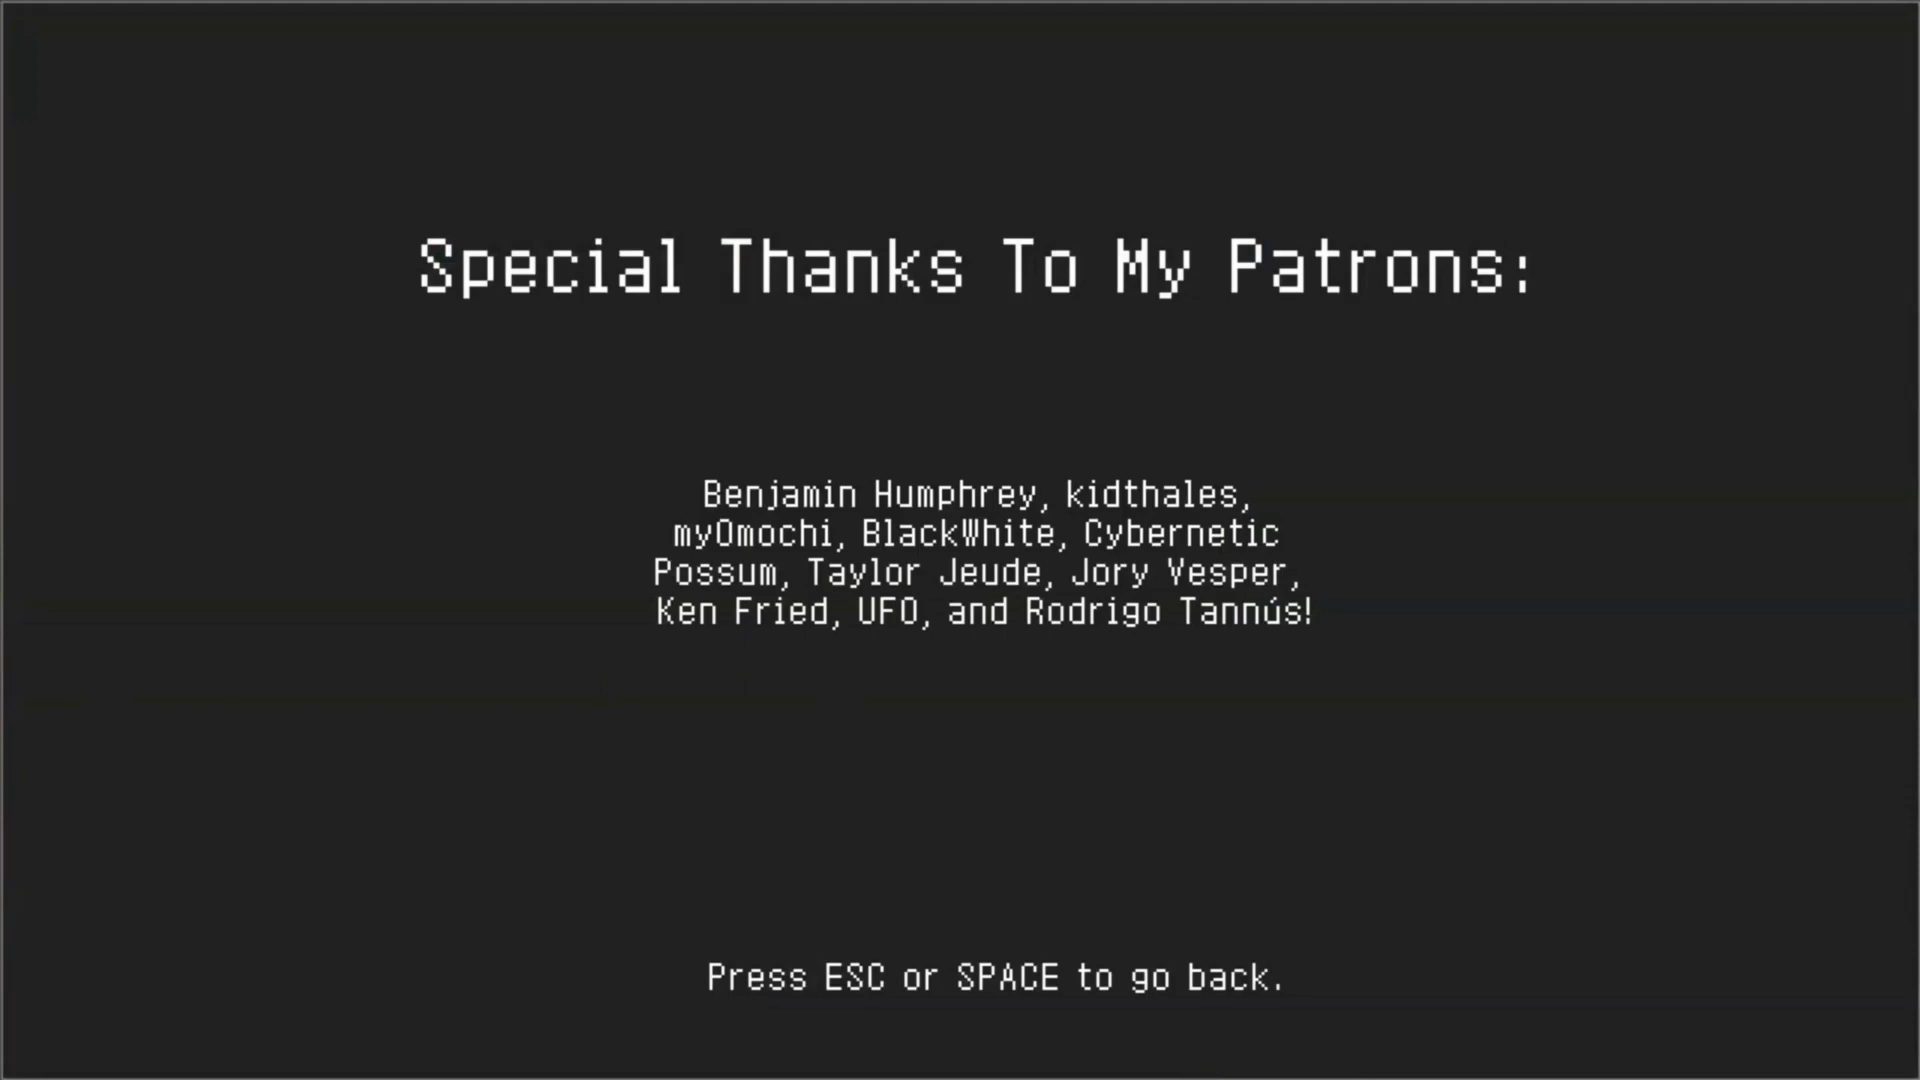 Special Thanks To My Patrons:
Benjamin Humphrey, kidthales,
myOmochi, BlackWhite, Cybernetic
Possum, Taylor Jeude, Jory Vesper,
Ken Fried, UFO, and Rodrigo Tannús!
Press ESC or SPACE to go back.